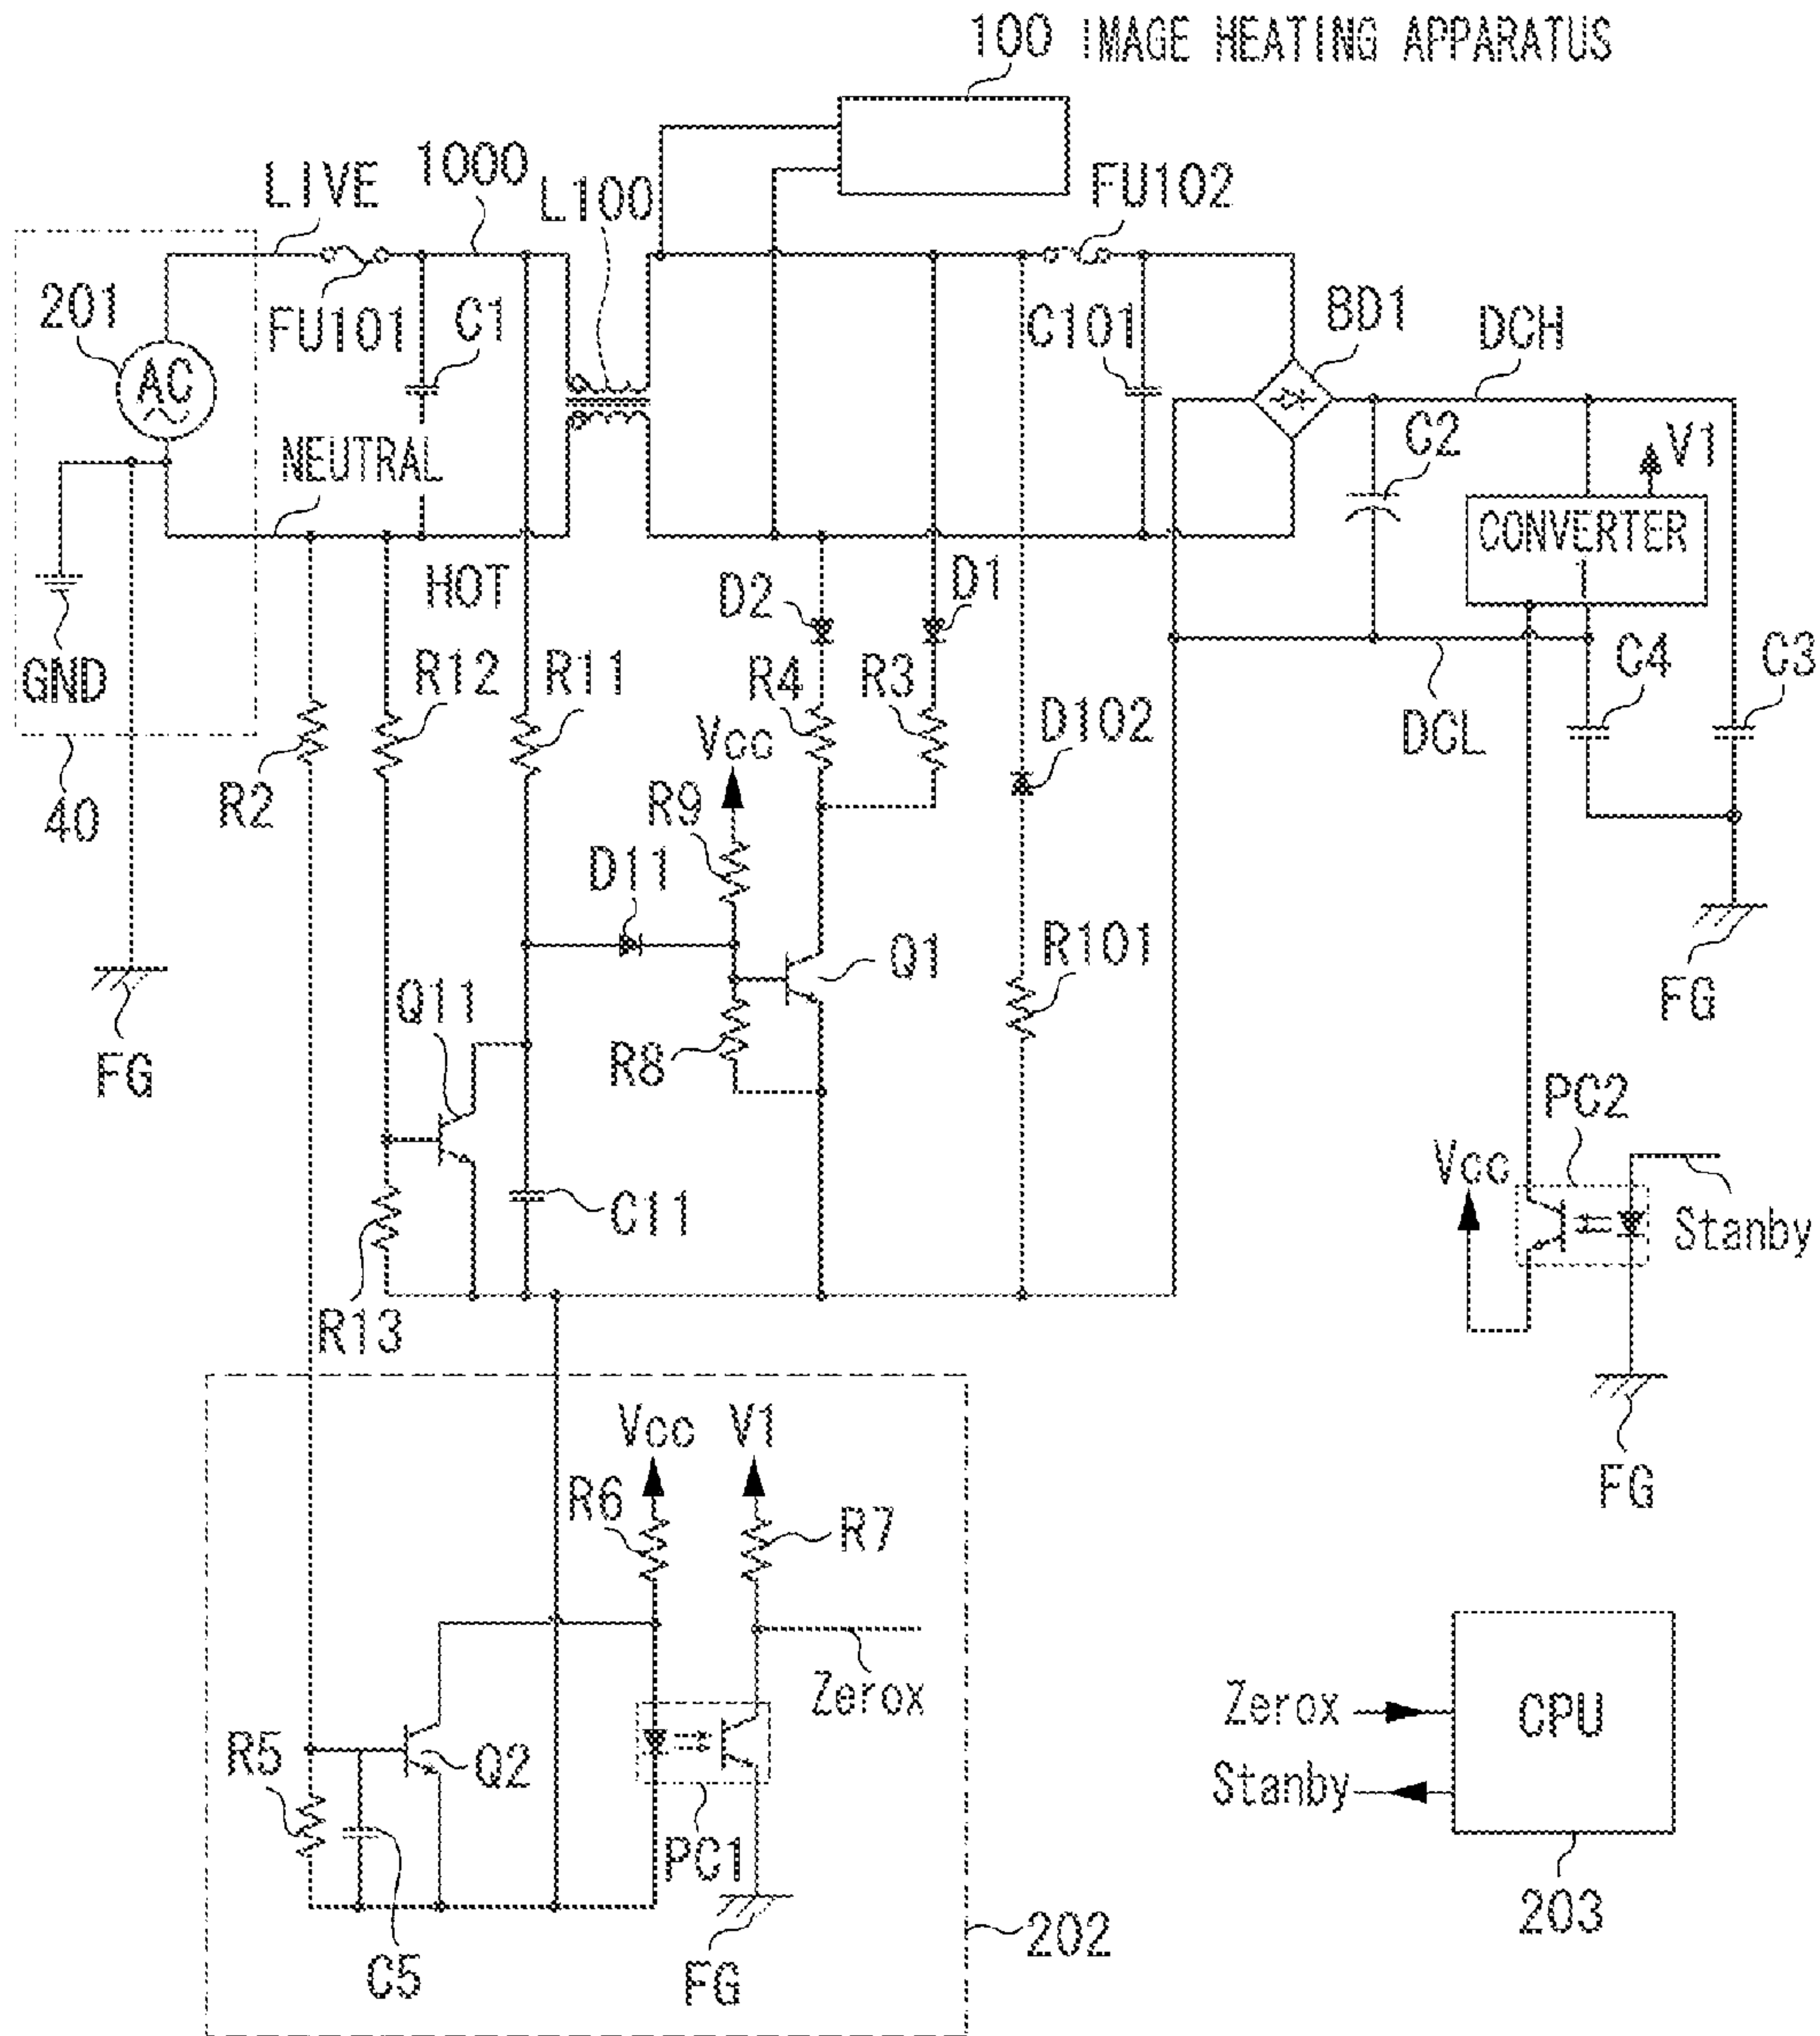 100 IMAGE HEATING APPARATUS
LIVE
1000
L100
FU102
201
AC
FU101
C1
C101
BD1
DCH
NEUTRAL
C2
V1
CONVERTER
HOT
D2
D1
GND
R12
R11
R4
R3
C4
C3
R2
Vcc
D102
DCL
40
R9
D11
Q1
R101
Q11
FG
FG
R8
PC2
Vcc
C11
Stanby
R13
Vcc
V1
FG
R6
R7
Zerox
Zerox
CPU
R5
Q2
Stanby
PC1
203
202
C5
FG